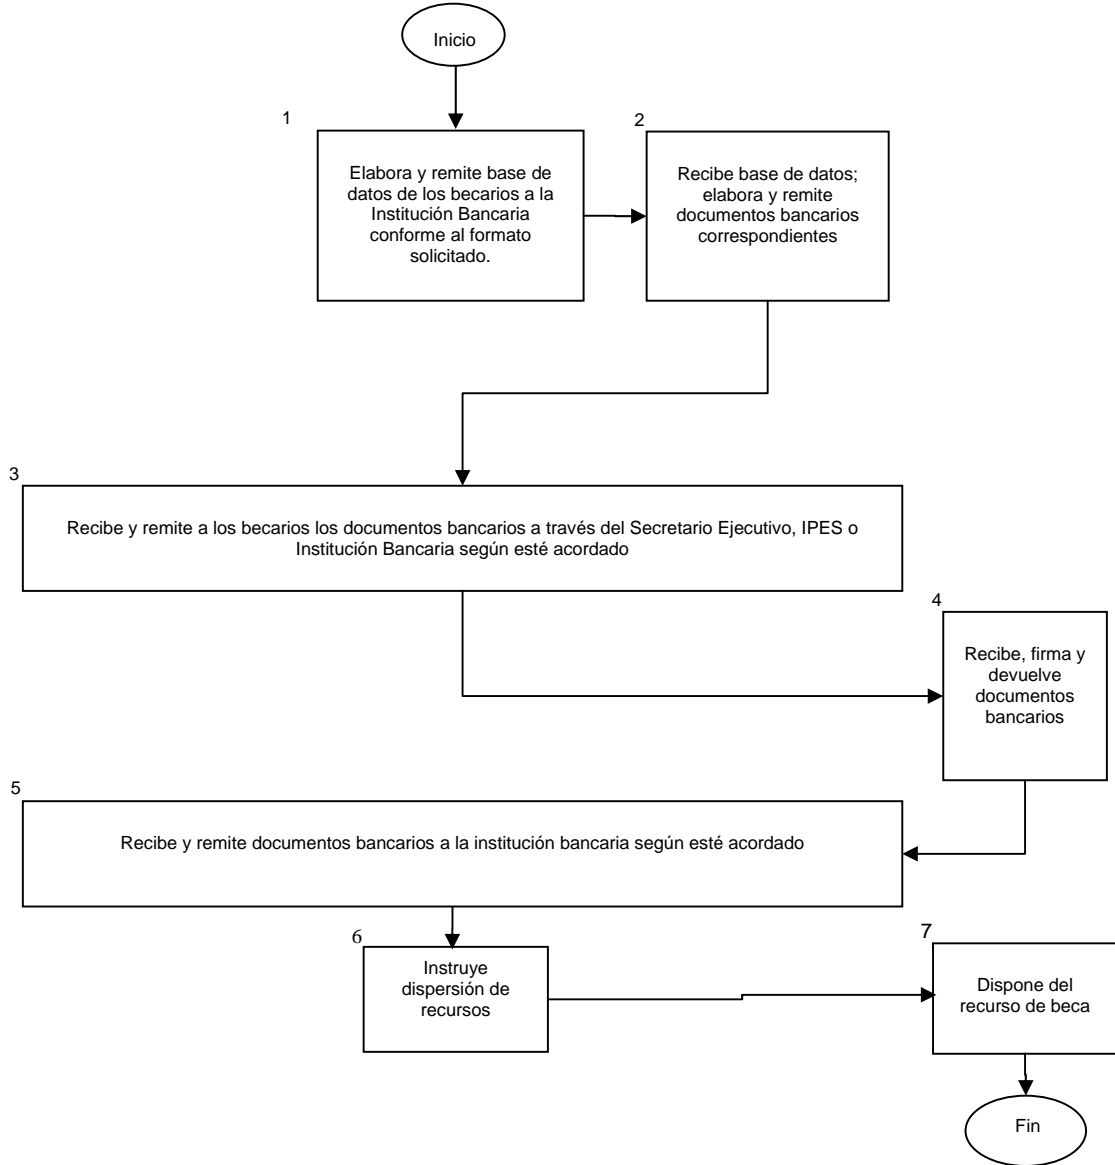 Inicio
1
Elabora y remite base de
datos de los becarios a la
Institución Bancaria
conforme al formato
solicitado.
2
Recibe base de datos;
elabora y remite
documentos bancarios
correspondientes
3
Recibe y remite a los becarios los documentos bancarios a través del Secretario Ejecutivo, IPES o
Institución Bancaria según esté acordado
4
Recibe, firma y
devuelve
documentos
bancarios
5
Recibe y remite documentos bancarios a la institución bancaria según esté acordado
6
Instruye
dispersión de
recursos
7
Dispone del
recurso de beca
Fin